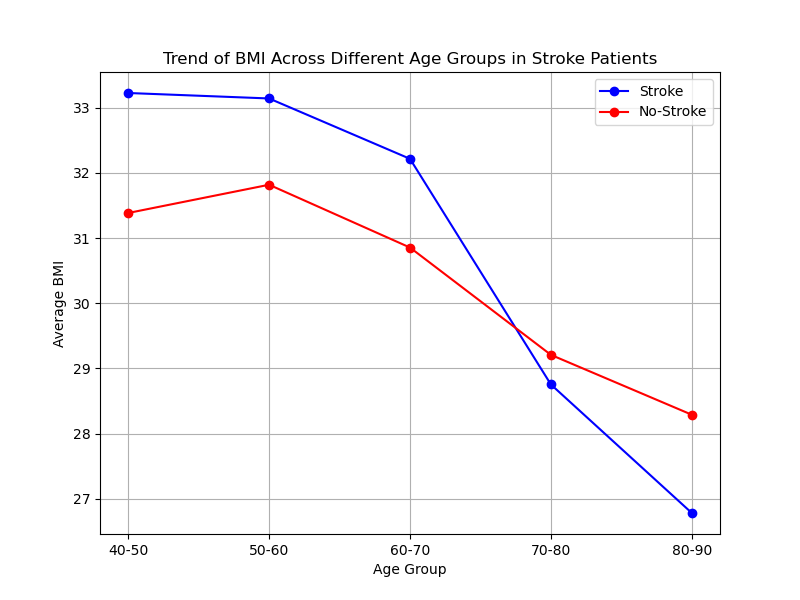 Trend of BMI Across Different Age Groups in Stroke Patients
Stroke
No-Stroke
Average BMI
33
32
31
30
29
28
27
40-50
50-60
60-70
70-80
80-90
Age Group